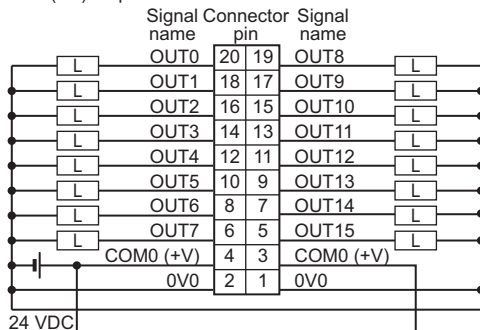 Signal Connector Signal
name pin name
OUT0 20 19 OUT8
L L
OUT1 18 17 OUT9
L L
OUT2 16 15 OUT10
L L
OUT3 14 13 OUT11
L L
OUT4 12 11 OUT12
L L
OUT5 10 9 OUT13
L L
OUT6 8 7 OUT14
L L
OUT7 6 5 OUT15
L L
COM0 (+V) 4 3 COM0 (+V)
0V0 2 1 0V0
24 VDC